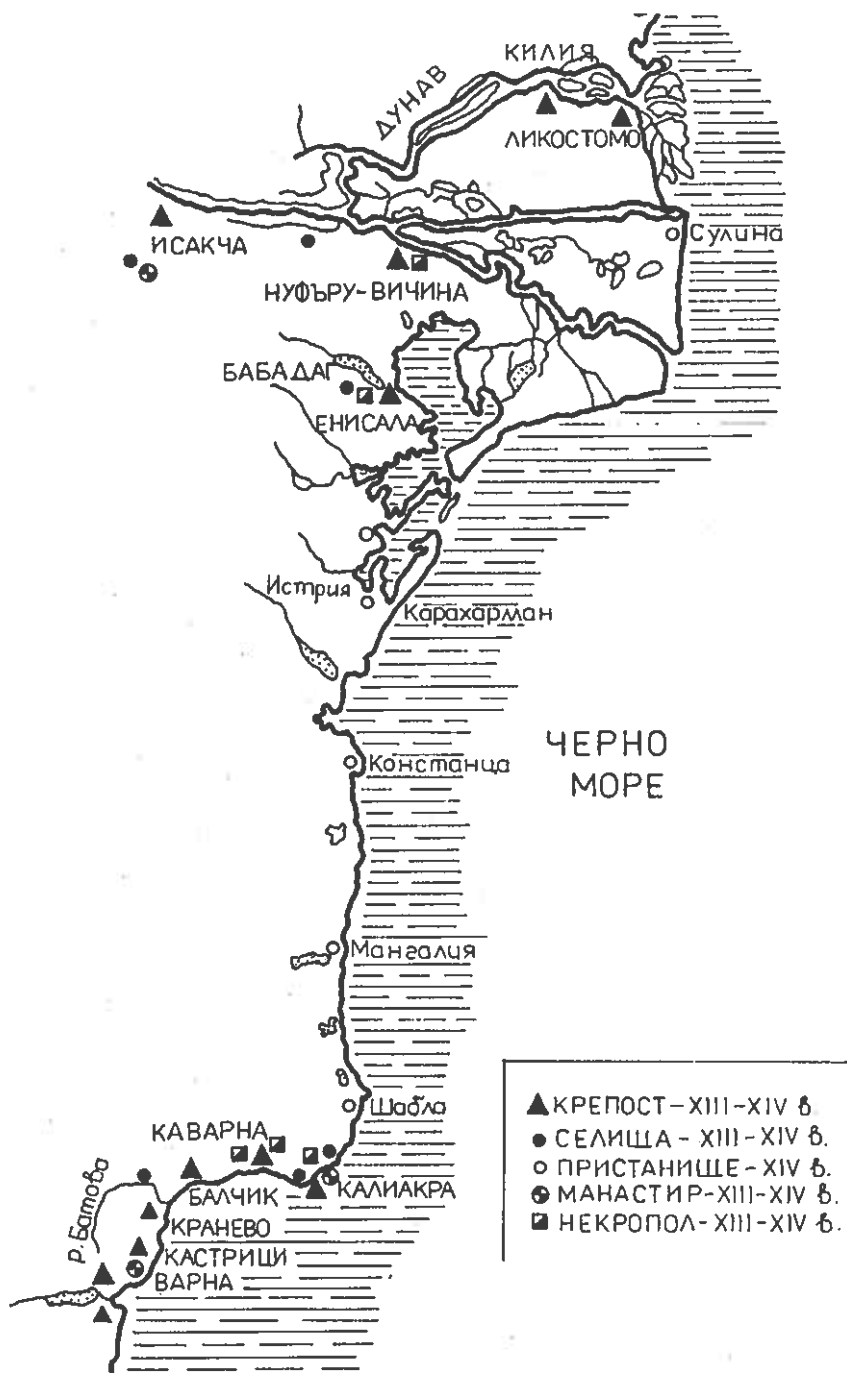 КИЛИЯ
ДУНАВ
ЛИКОСТОМО
ИСАКЧА
Сулина
НУФЪРУ-ВИЧИНА
БАБАДАГ
ЕНИСАЛА
Истрия
Карахарман
ЧЕРНО
МОРЕ
Констанца
Мангалия
Шабла
КАВАРНА
БАЛЧИК
КАЛИАКРА
р. Батова
КРАНЕВО
КАСТРИЦИ
ВАРНА
КРЕПОСТ-XIII-XIV в.
СЕЛИЩА - XIII-XIV в.
ПРИСТАНИЩЕ-XIV в.
МАНАСТИР-XIII-XIV в.
НЕКРОПОЛ-XIII-XIV в.